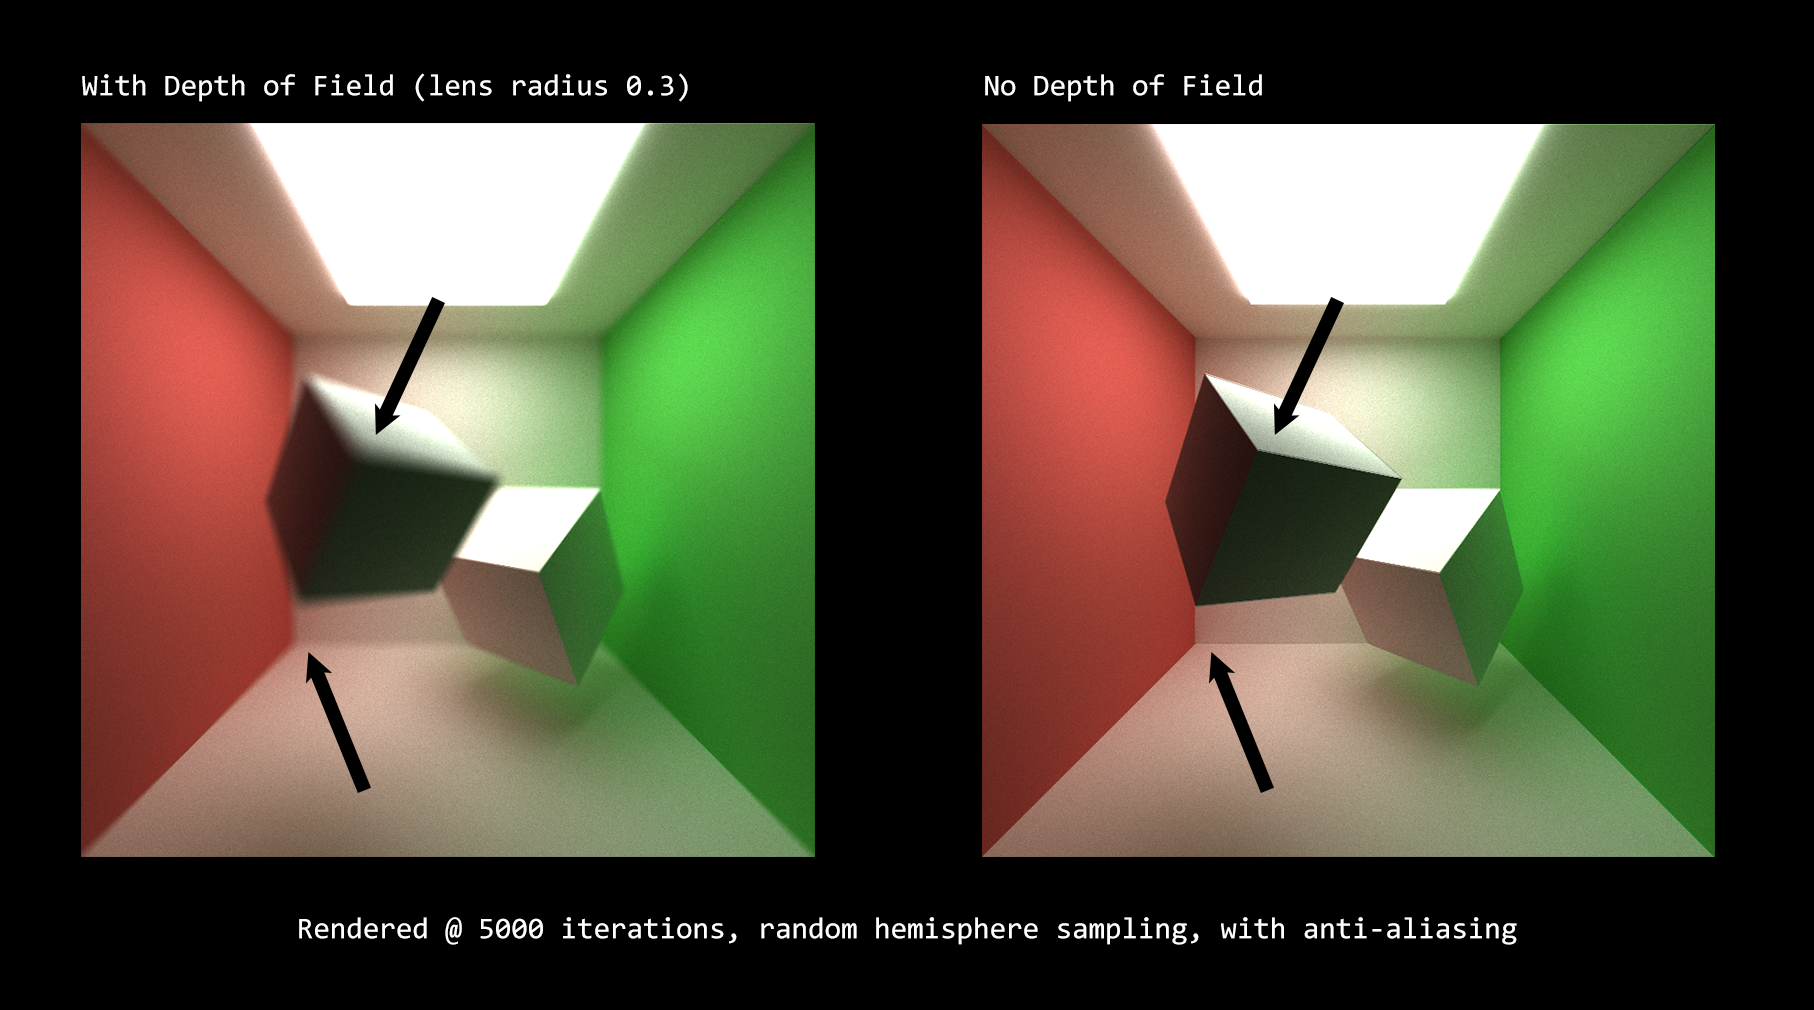 With Depth of Field (lens radius 0.3)
No Depth of Field
Rendered @ 5000 iterations, random hemisphere sampling, with anti-aliasing